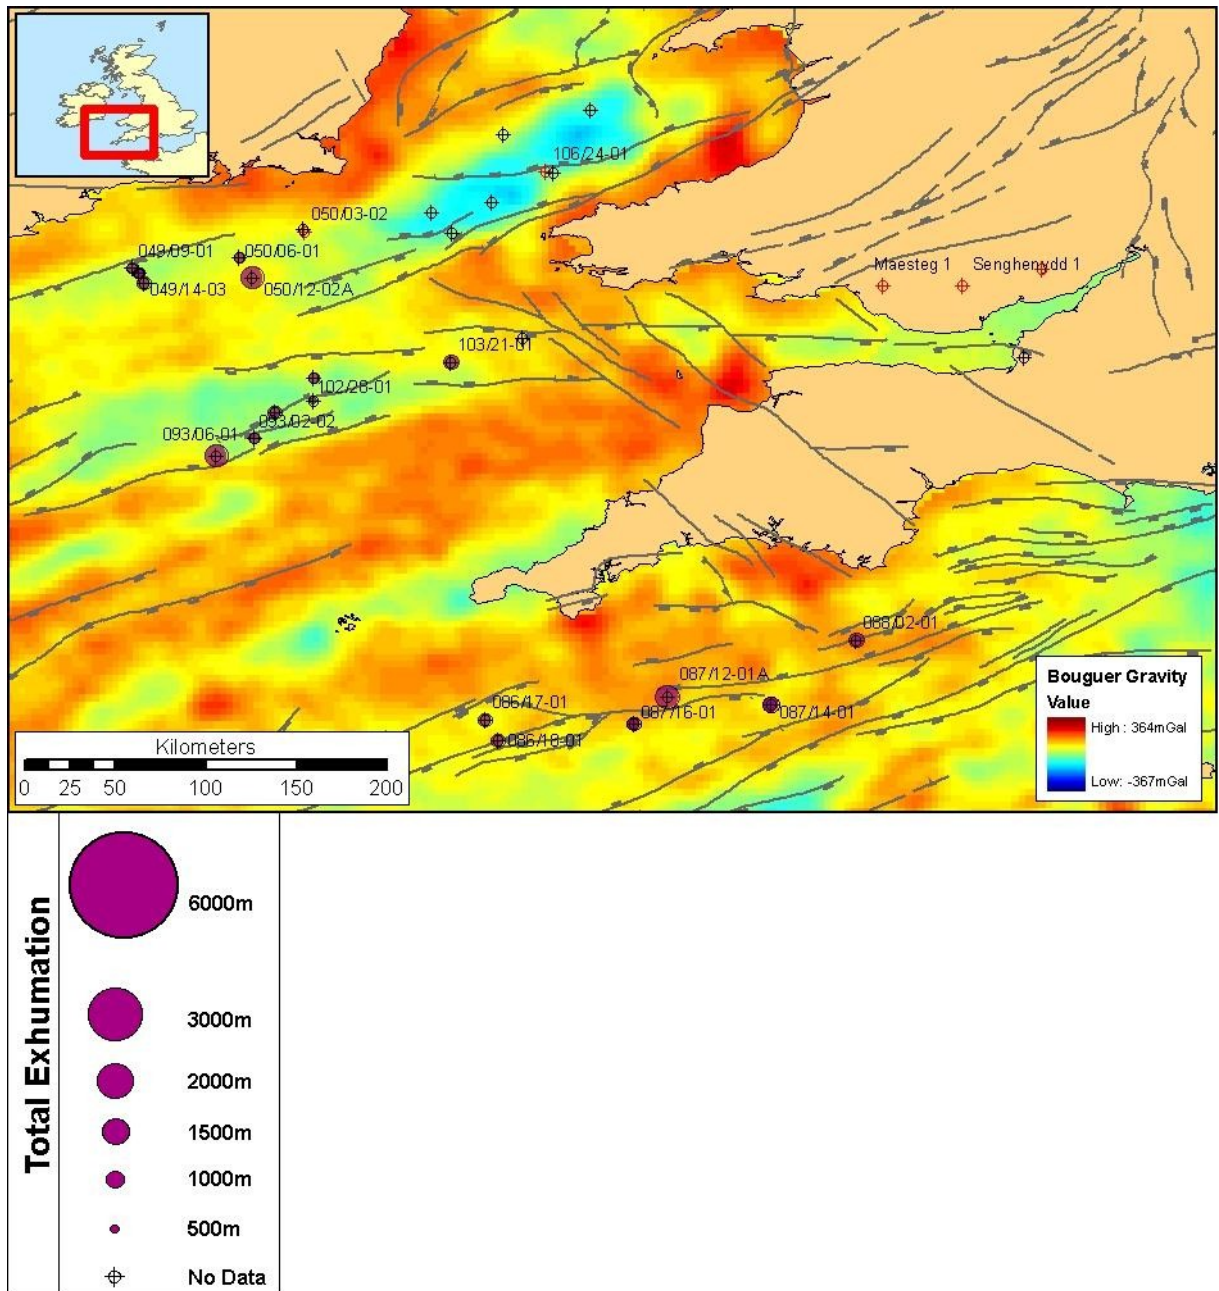 106/24-01
050/03-02
049/09-01
050/06-01
049/14-03
050/12-02A
Maesteg 1
Senghenydd 1
103/21-01
102/28-01
093/02-02
093/06-01
088/02-01
087/12-01A
086/17-01
087/16-01
087/14-01
086/18-01
Kilometers
0 25 50 100 150 200
Bouguer Gravity
Value
High : 364mGal
Low: -367mGal
Total Exhumation
6000m
3000m
2000m
1500m
1000m
500m
No Data